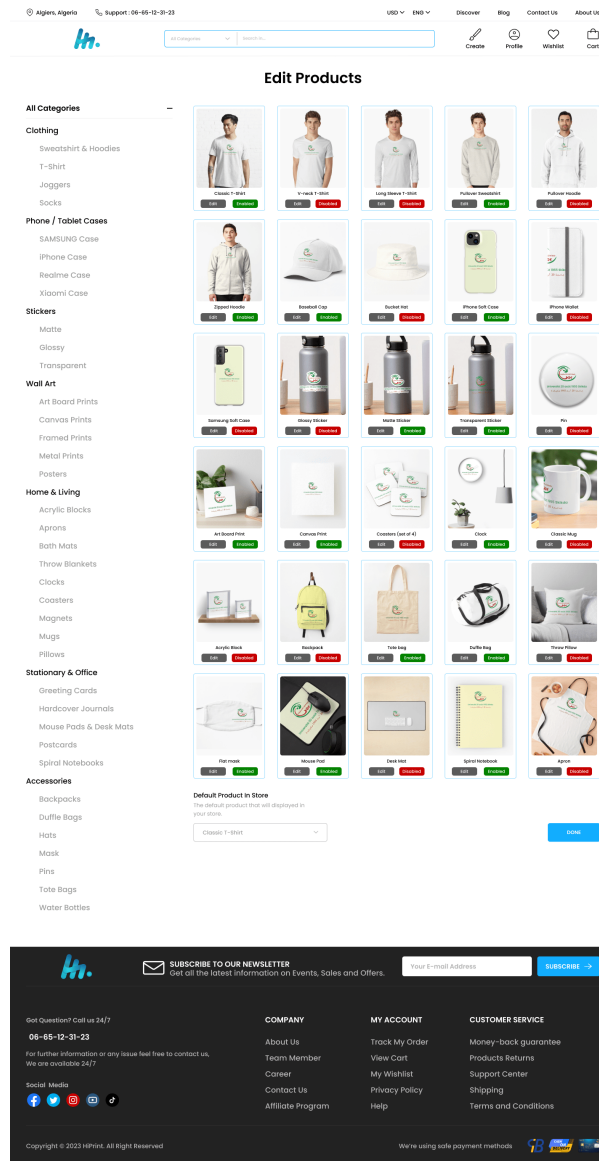 Algiers, Algeria
Support : 06-65-12-31-23
USD
ENG
Discover
Blog
Contact Us
About Us
All Categories
Search in...
Create
Profile
Wishlist
Cart
Edit Products
All Categories
Clothing
Sweatshirt & Hoodies
T-Shirt
Joggers
Socks
Phone / Tablet Cases
SAMSUNG Case
iPhone Case
Realme Case
Xiaomi Case
Stickers
Matte
Glossy
Transparent
Wall Art
Art Board Prints
Canvas Prints
Framed Prints
Metal Prints
Posters
Home & Living
Acrylic Blocks
Aprons
Bath Mats
Throw Blankets
Clocks
Coasters
Magnets
Mugs
Pillows
Stationary & Office
Greeting Cards
Hardcover Journals
Mouse Pads & Desk Mats
Postcards
Spiral Notebooks
Accessories
Backpacks
Duffle Bags
Hats
Mask
Pins
Tote Bags
Water Bottles
Classic T-Shirt
Edit Enabled
V-neck T-Shirt
Edit Disabled
Long Sleeve T-Shirt
Edit Disabled
Pullover Sweatshirt
Edit Enabled
Pullover Hoodie
Edit Disabled
Zipped Hoodie
Edit Enabled
Baseball Cap
Edit Enabled
Bucket Hat
Edit Disabled
iPhone Soft Case
Edit Enabled
iPhone Wallet
Edit Disabled
Samsung Soft Case
Edit Disabled
Glossy Sticker
Edit Disabled
Matte Sticker
Edit Enabled
Transparent Sticker
Edit Enabled
Pin
Edit Disabled
Art Board Print
Edit Enabled
Canvas Print
Edit Enabled
Coasters (set of 4)
Edit Disabled
Clock
Edit Enabled
Classic Mug
Edit Disabled
Acrylic Block
Edit Disabled
Backpack
Edit Disabled
Tote bag
Edit Enabled
Duffle Bag
Edit Enabled
Throw Pillow
Edit Disabled
Flat mask
Edit Enabled
Mouse Pad
Edit Enabled
Desk Mat
Edit Disabled
Spiral Notebook
Edit Enabled
Apron
Edit Disabled
Default Product In Store
The default product that will displayed in
your store.
Classic T-Shirt
DONE
SUBSCRIBE TO OUR NEWSLETTER
Get all the latest information on Events, Sales and Offers.
Your E-mail Address
SUBSCRIBE
Got Question? Call us 24/7
06-65-12-31-23
For further information or any issue feel free to contact us,
We are available 24/7
Social Media
COMPANY
About Us
Team Member
Career
Contact Us
Affiliate Program
MY ACCOUNT
Track My Order
View Cart
My Wishlist
Privacy Policy
Help
CUSTOMER SERVICE
Money-back guarantee
Products Returns
Support Center
Shipping
Terms and Conditions
Copyright © 2023 HiPrint. All Right Reserved
We're using safe payment methods